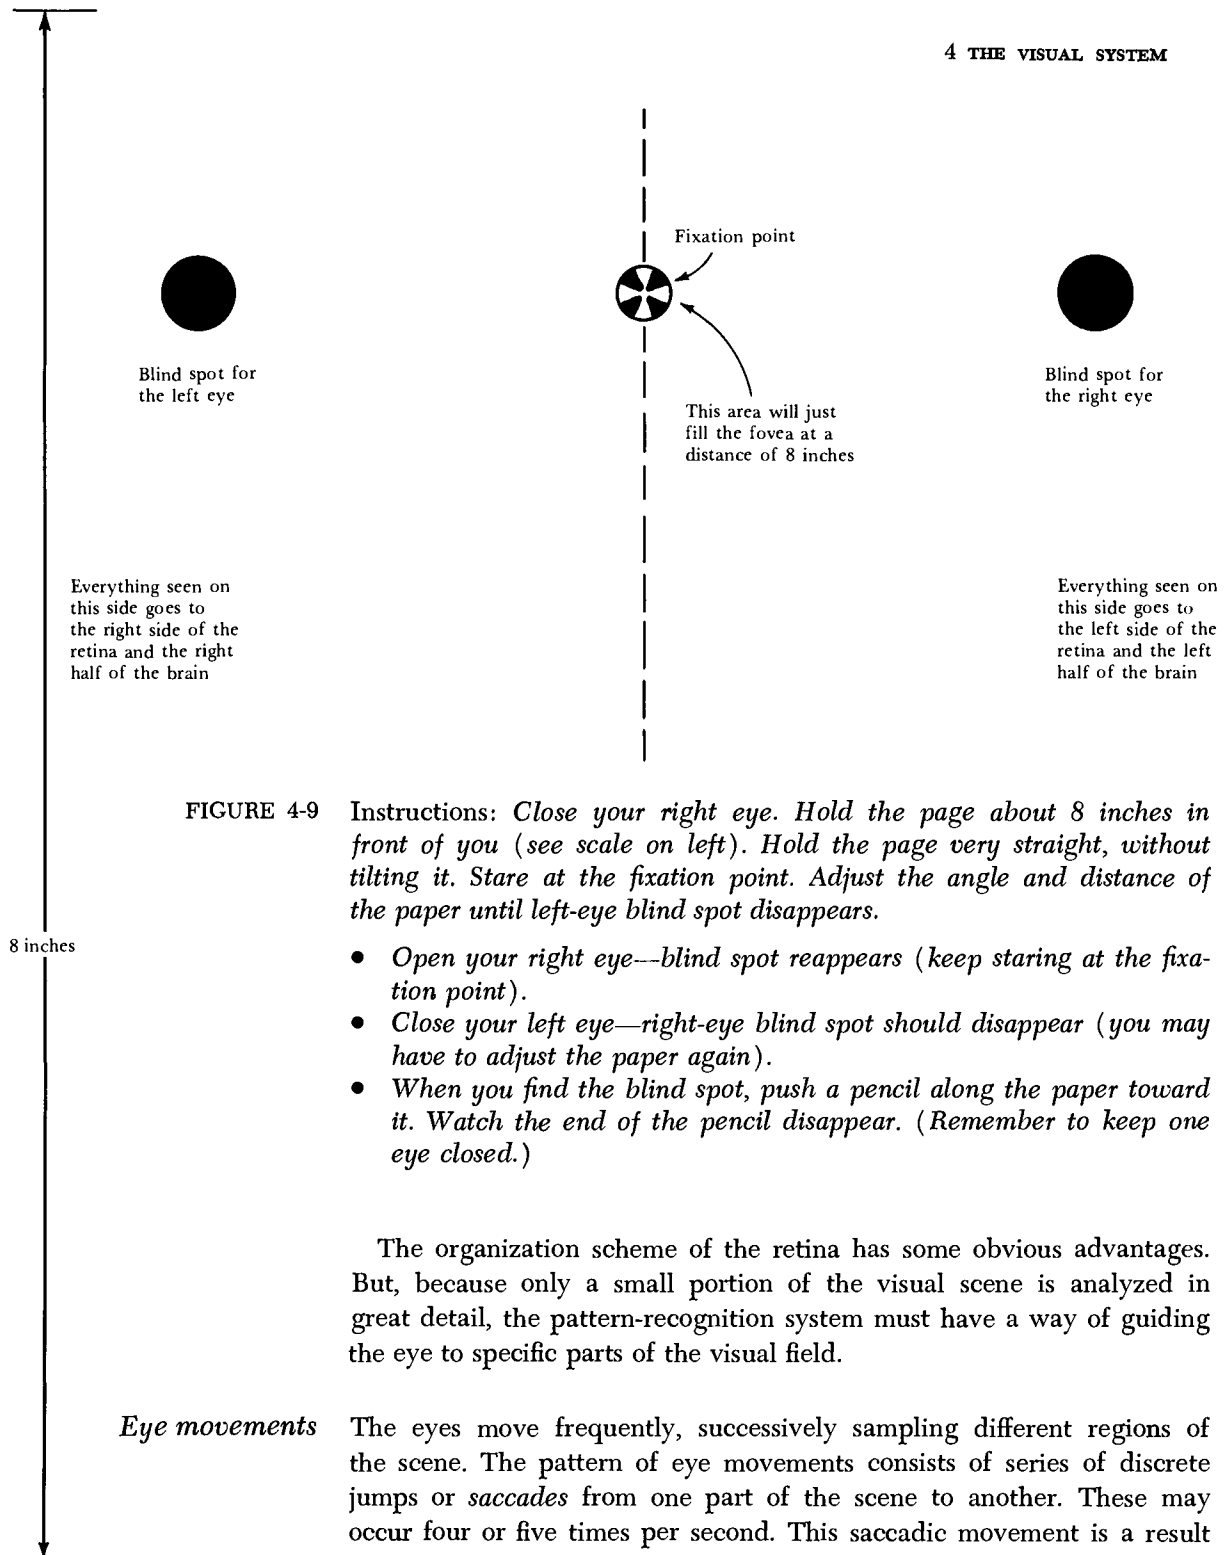 4 THE VISUAL SYSTEM
Fixation point
Blind spot for
the left eye
Blind spot for
the right eye
This area will just
fill the fovea at a
distance of 8 inches
Everything seen on
this side goes to
the right side of the
retina and the right
half of the brain
Everything seen on
this side goes to
the left side of the
retina and the left
half of the brain
FIGURE 4-9 Instructions: Close your right eye. Hold the page about 8 inches in
front of you (see scale on left). Hold the page very straight, without
tilting it. Stare at the fixation point. Adjust the angle and distance of
the paper until left-eye blind spot disappears.
8 inches
• Open your right eye—blind spot reappears (keep staring at the fixa-
tion point).
• Close your left eye—right-eye blind spot should disappear (you may
have to adjust the paper again).
• When you find the blind spot, push a pencil along the paper toward
it. Watch the end of the pencil disappear. (Remember to keep one
eye closed.)
The organization scheme of the retina has some obvious advantages.
But, because only a small portion of the visual scene is analyzed in
great detail, the pattern-recognition system must have a way of guiding
the eye to specific parts of the visual field.
Eye movements The eyes move frequently, successively sampling different regions of
the scene. The pattern of eye movements consists of series of discrete
jumps or saccades from one part of the scene to another. These may
occur four or five times per second. This saccadic movement is a result